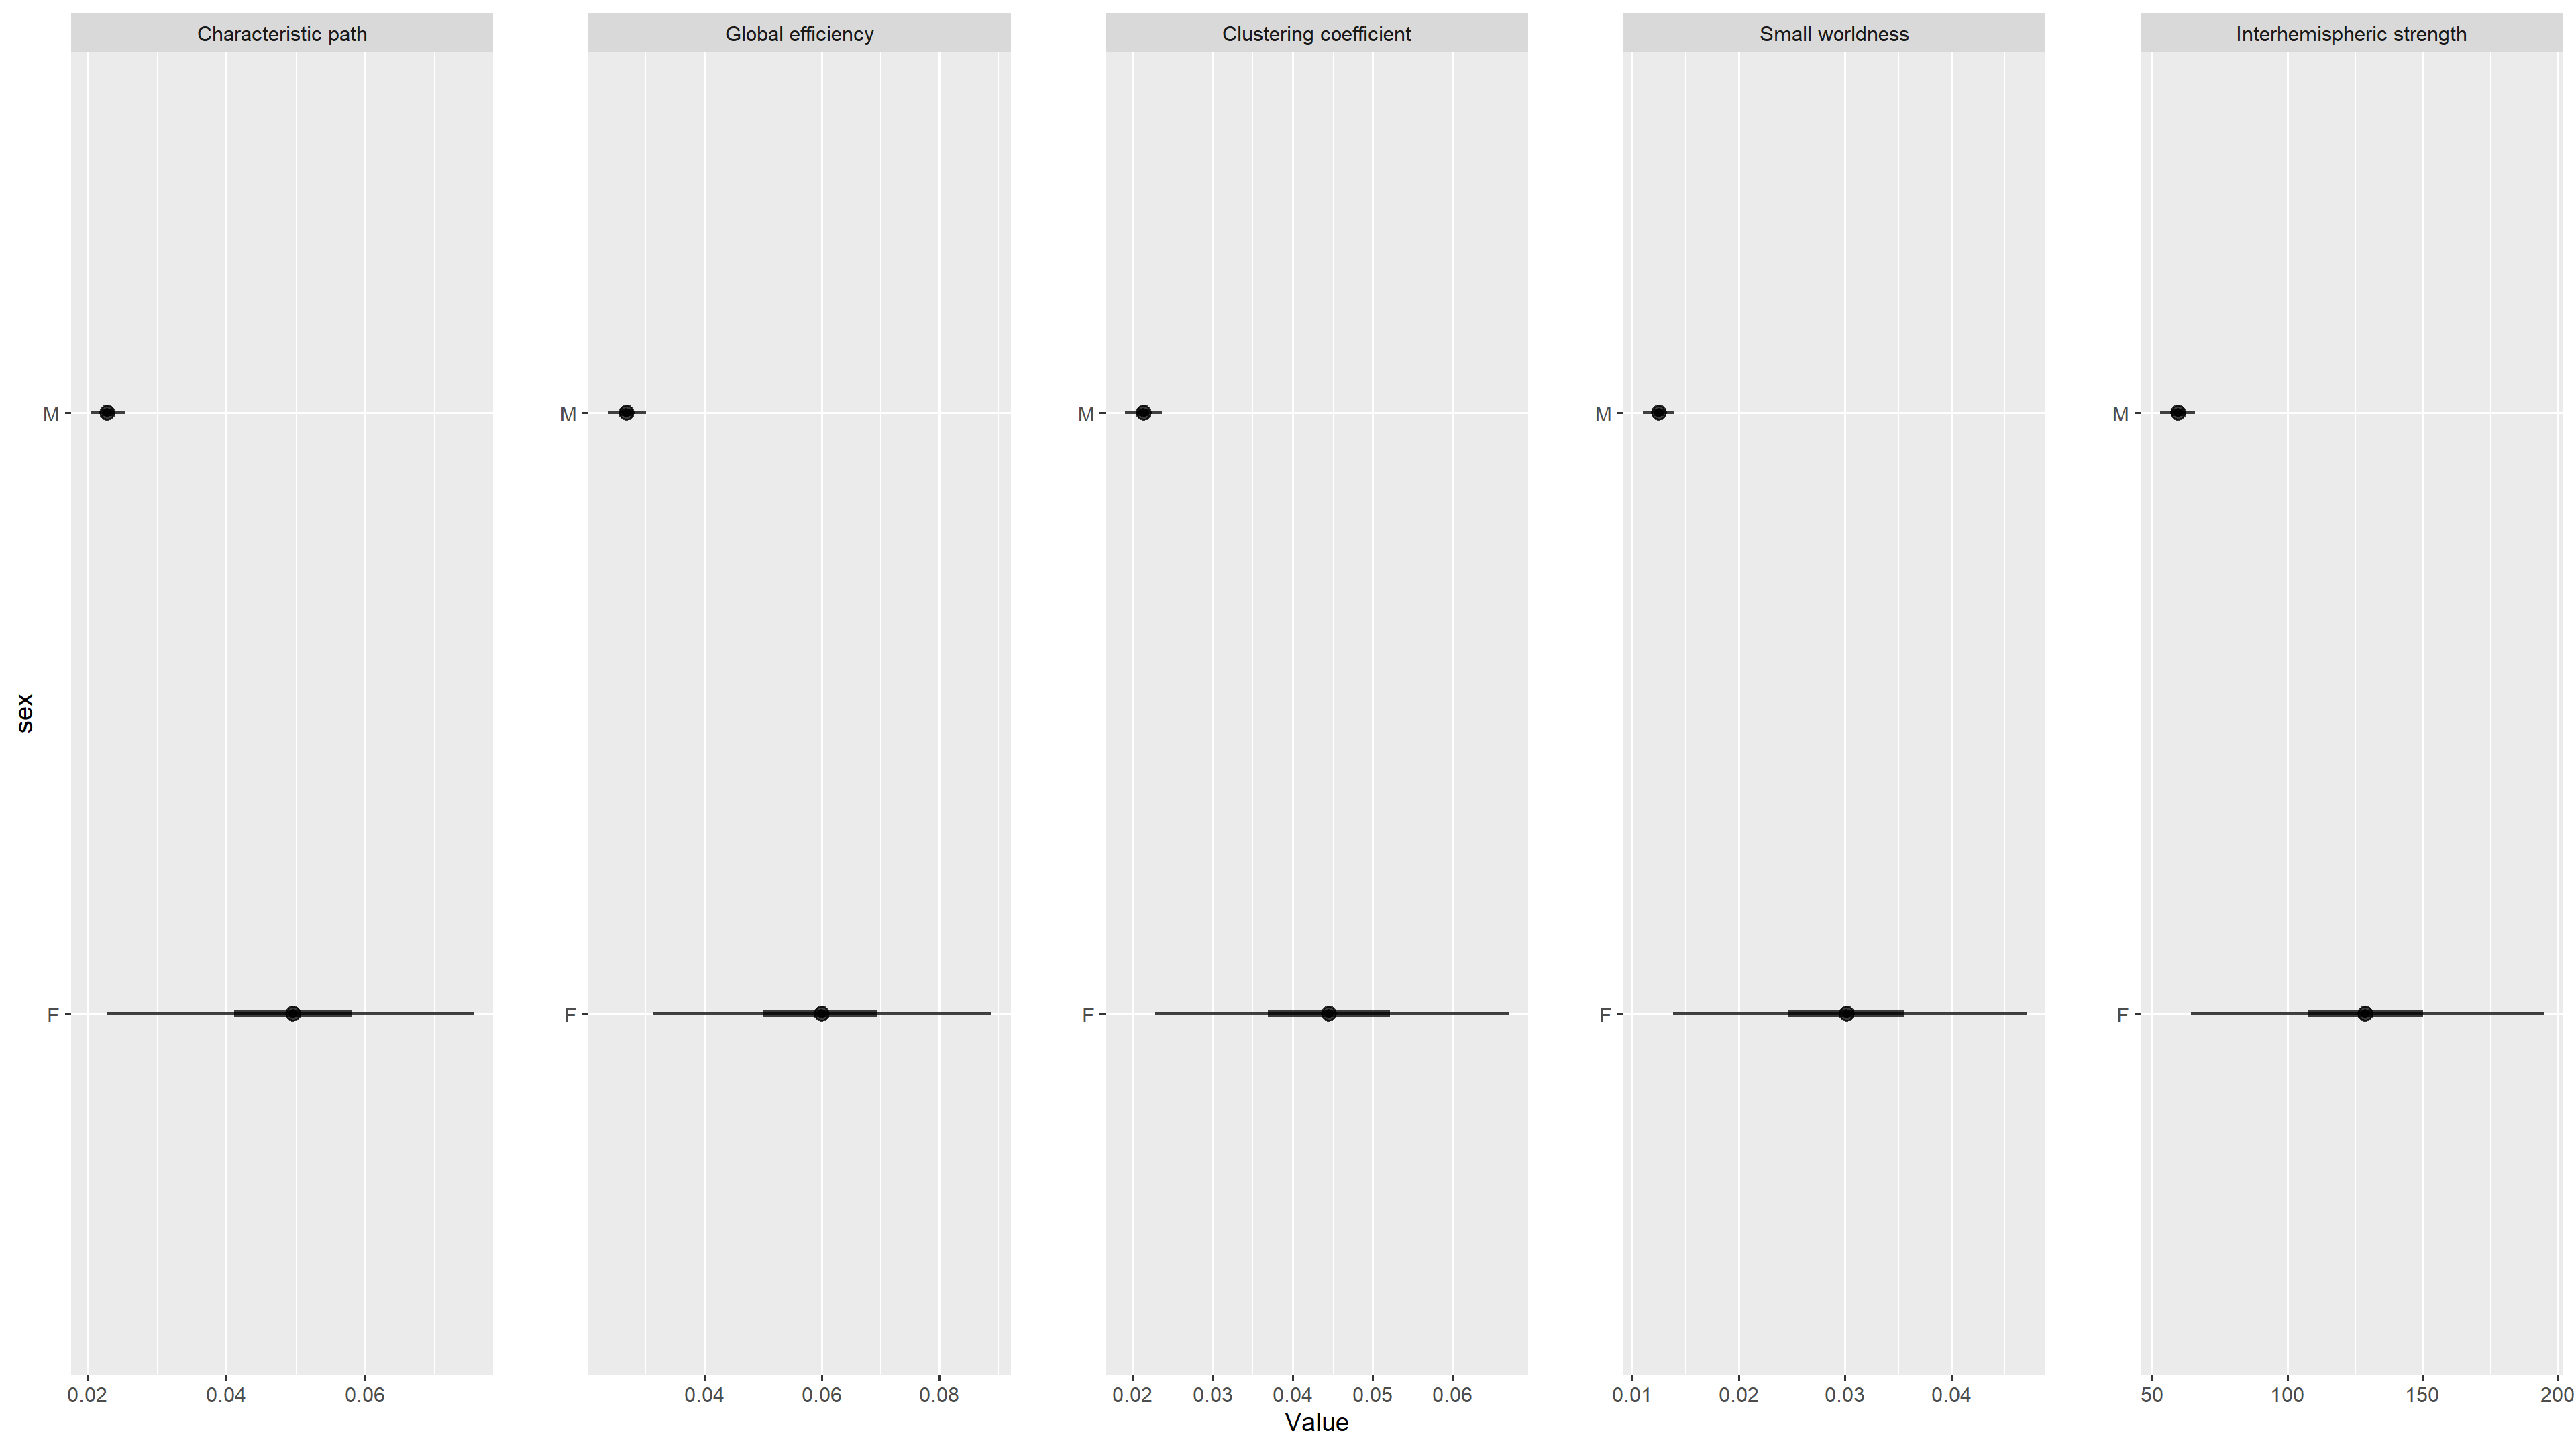 Characteristic path
Global efficiency
Clustering coefficient
Small worldness
Interhemispheric strength
sex
M
M
M
M
M
F
F
F
F
F
0.02 0.04 0.06
0.04 0.06 0.08
0.02 0.03 0.04 0.05 0.06
0.01 0.02 0.03 0.04
50 100 150 200
Value